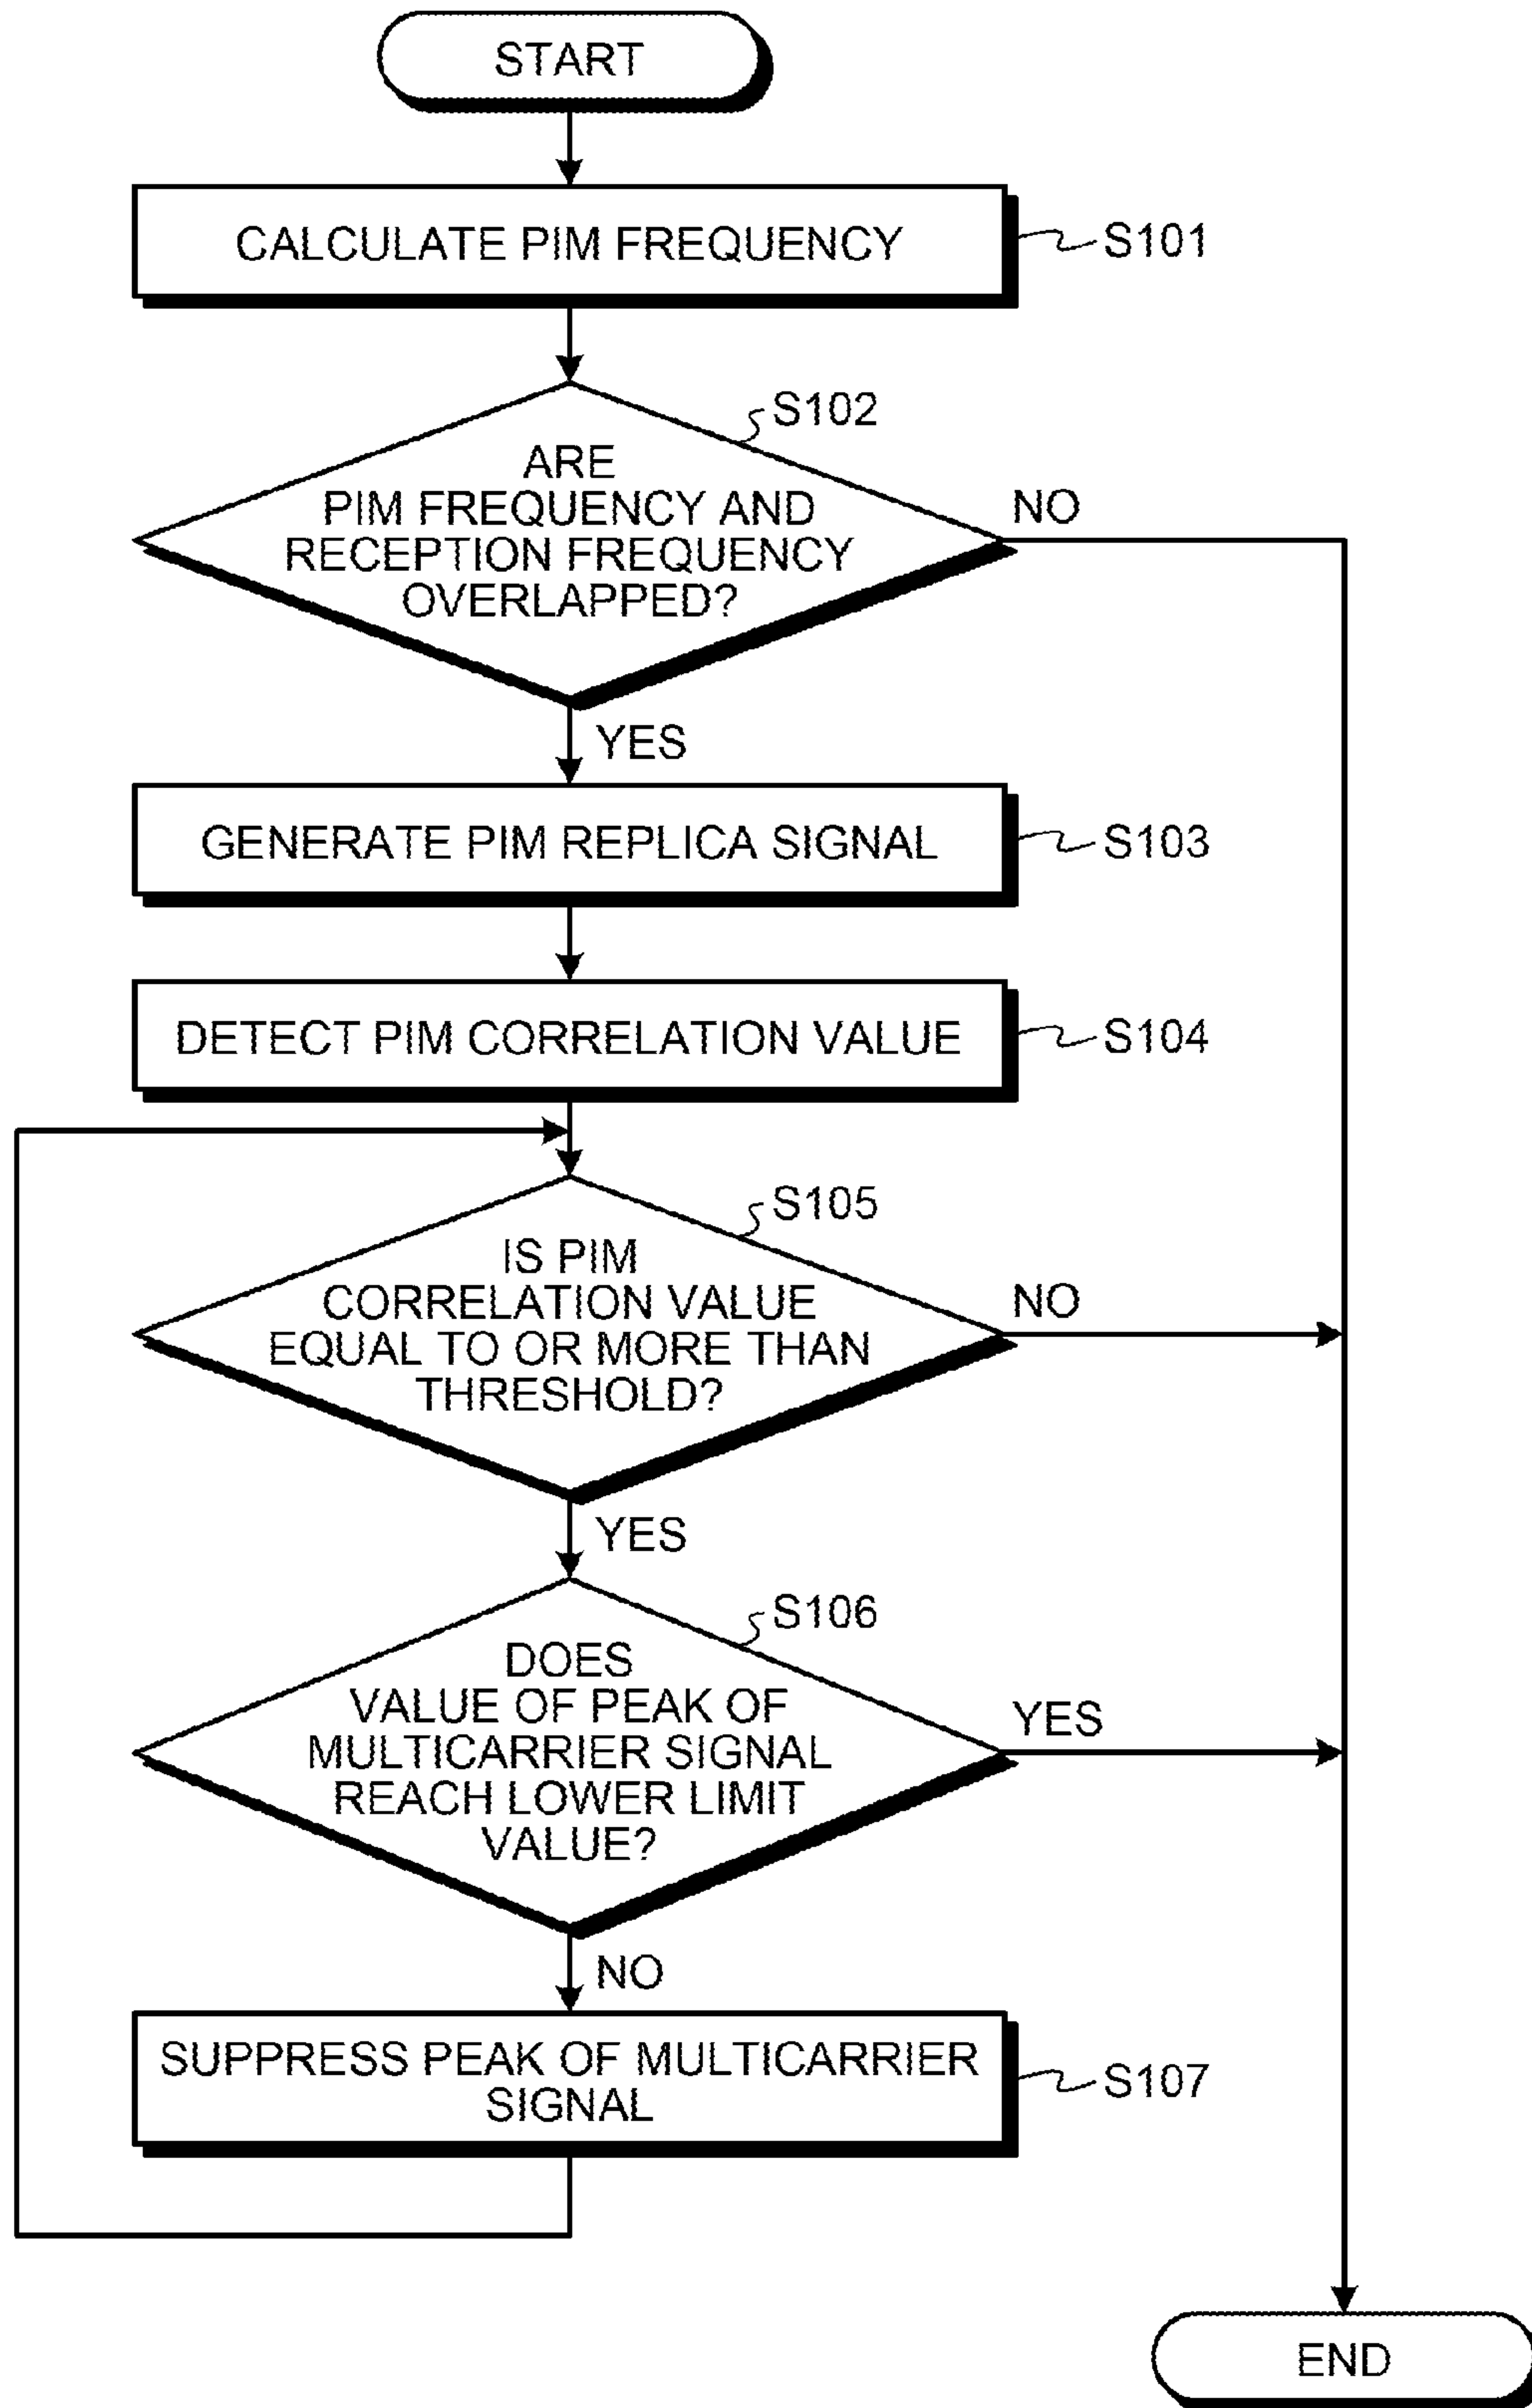 START
CALCULATE PIM FREQUENCY
S101
S102
ARE
PIM FREQUENCY AND
RECEPTION FREQUENCY
OVERLAPPED?
NO
YES
GENERATE PIM REPLICA SIGNAL
S103
DETECT PIM CORRELATION VALUE
S104
S105
IS PIM
CORRELATION VALUE
EQUAL TO OR MORE THAN
THRESHOLD?
NO
YES
S106
DOES
VALUE OF PEAK OF
MULTICARRIER SIGNAL
REACH LOWER LIMIT
VALUE?
YES
NO
SUPPRESS PEAK OF MULTICARRIER
SIGNAL
S107
END